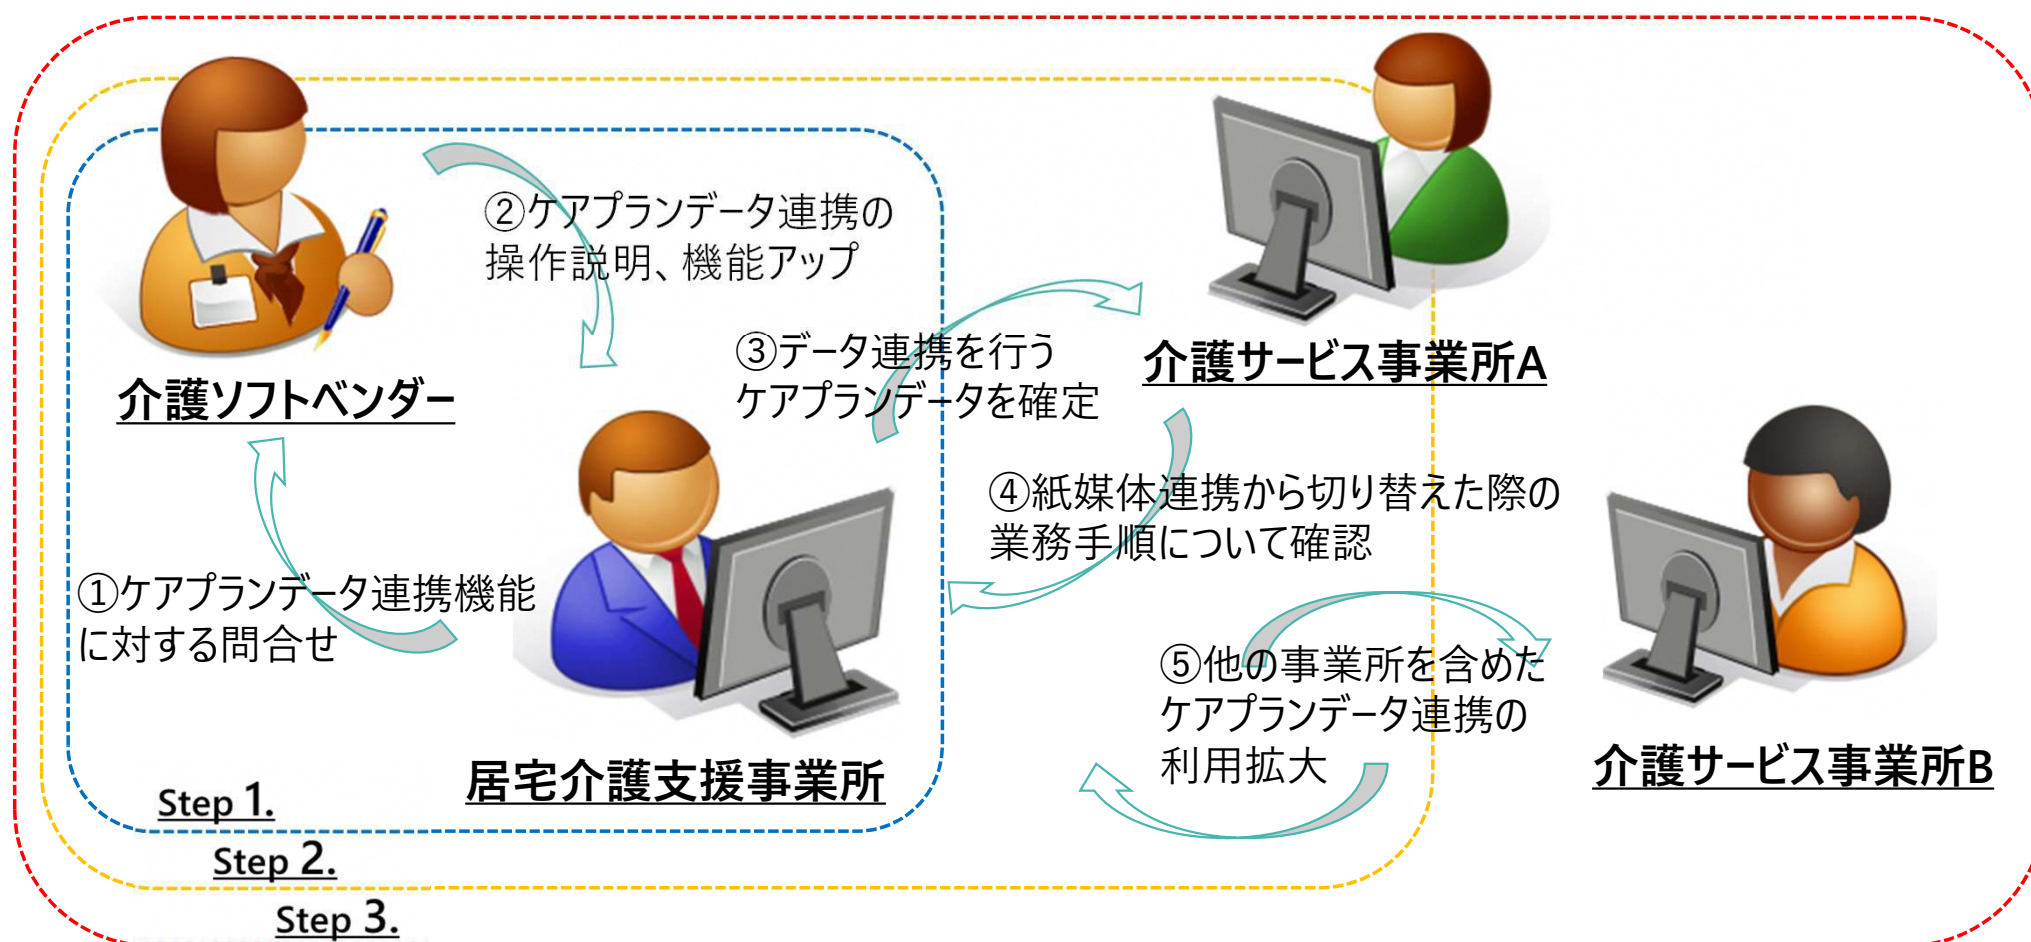 ②ケアプランデータ連携の
操作説明、機能アップ
③データ連携を行う
ケアプランデータを確定
介護サービス事業所A
介護ソフトベンダー
④紙媒体連携から切り替えた際の
業務手順について確認
①ケアプランデータ連携機能
に対する問合せ
⑤他の事業所を含めた
ケアプランデータ連携の
利用拡大
居宅介護支援事業所
介護サービス事業所B
Step 1.
Step 2.
Step 3.